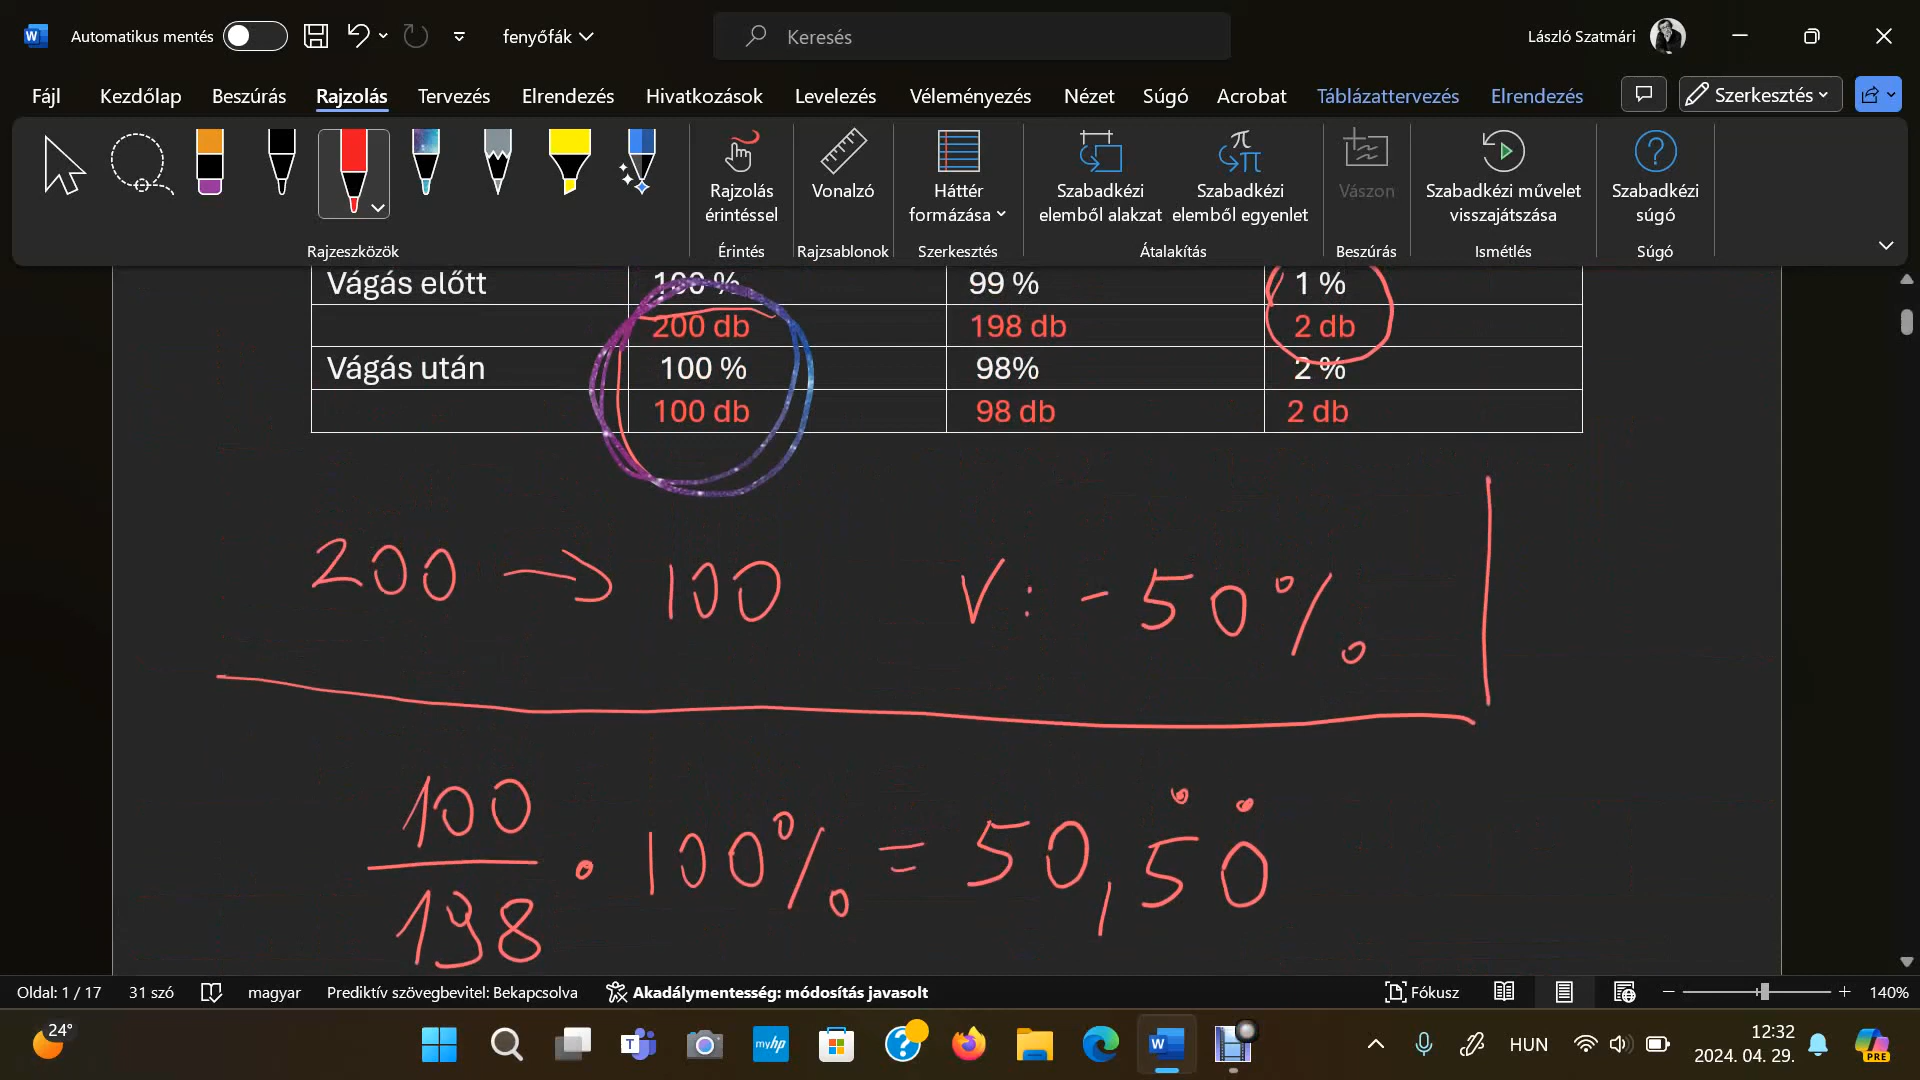 Automatikus mentés
fenyőfák
Keresés
László Szatmári
Fájl Kezdőlap Beszúrás Rajzolás Tervezés Elrendezés Hivatkozások Levelezés Véleményezés Nézet Súgó Acrobat Táblázattervezés Elrendezés
Szerkesztés
Rajzolás érintéssel
Vonalzó
Háttér formázása
Szabadkézi elemből alakzat
Szabadkézi elemből egyenlet
Vászon
Szabadkézi művelet visszajátszása
Szabadkézi súgó
Rajzeszközök Érintés Rajzsablonok Szerkesztés Átalakítás Beszúrás Ismétlés Súgó
Vágás előtt 100 % 99 % 1 %
200 db 198 db 2 db
Vágás után 100 % 98% 2 %
100 db 98 db 2 db
200 → 100 V: -50%
100/198 • 100% = 50,5̇0̇
Oldal: 1 / 17 31 szó magyar Prediktív szövegbevitel: Bekapcsolva Akadálymentesség: módosítás javasolt Fókusz 140%
24° myhp HUN 12:32
2024. 04. 29.
PRE